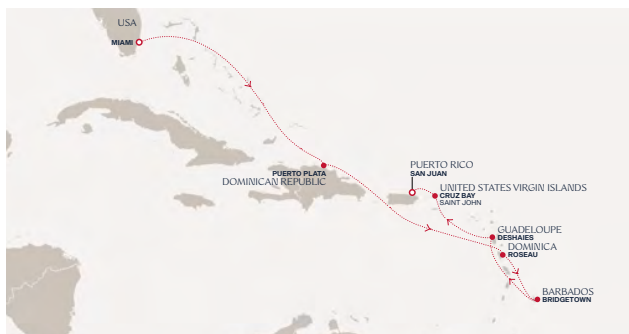 USA
MIAMI
PUERTO PLATA
DOMINICAN REPUBLIC
PUERTO RICO
SAN JUAN
UNITED STATES VIRGIN ISLANDS
CRUZ BAY
SAINT JOHN
GUADELOUPE
DESHAIES
DOMINICA
ROSEAU
BARBADOS
BRIDGETOWN